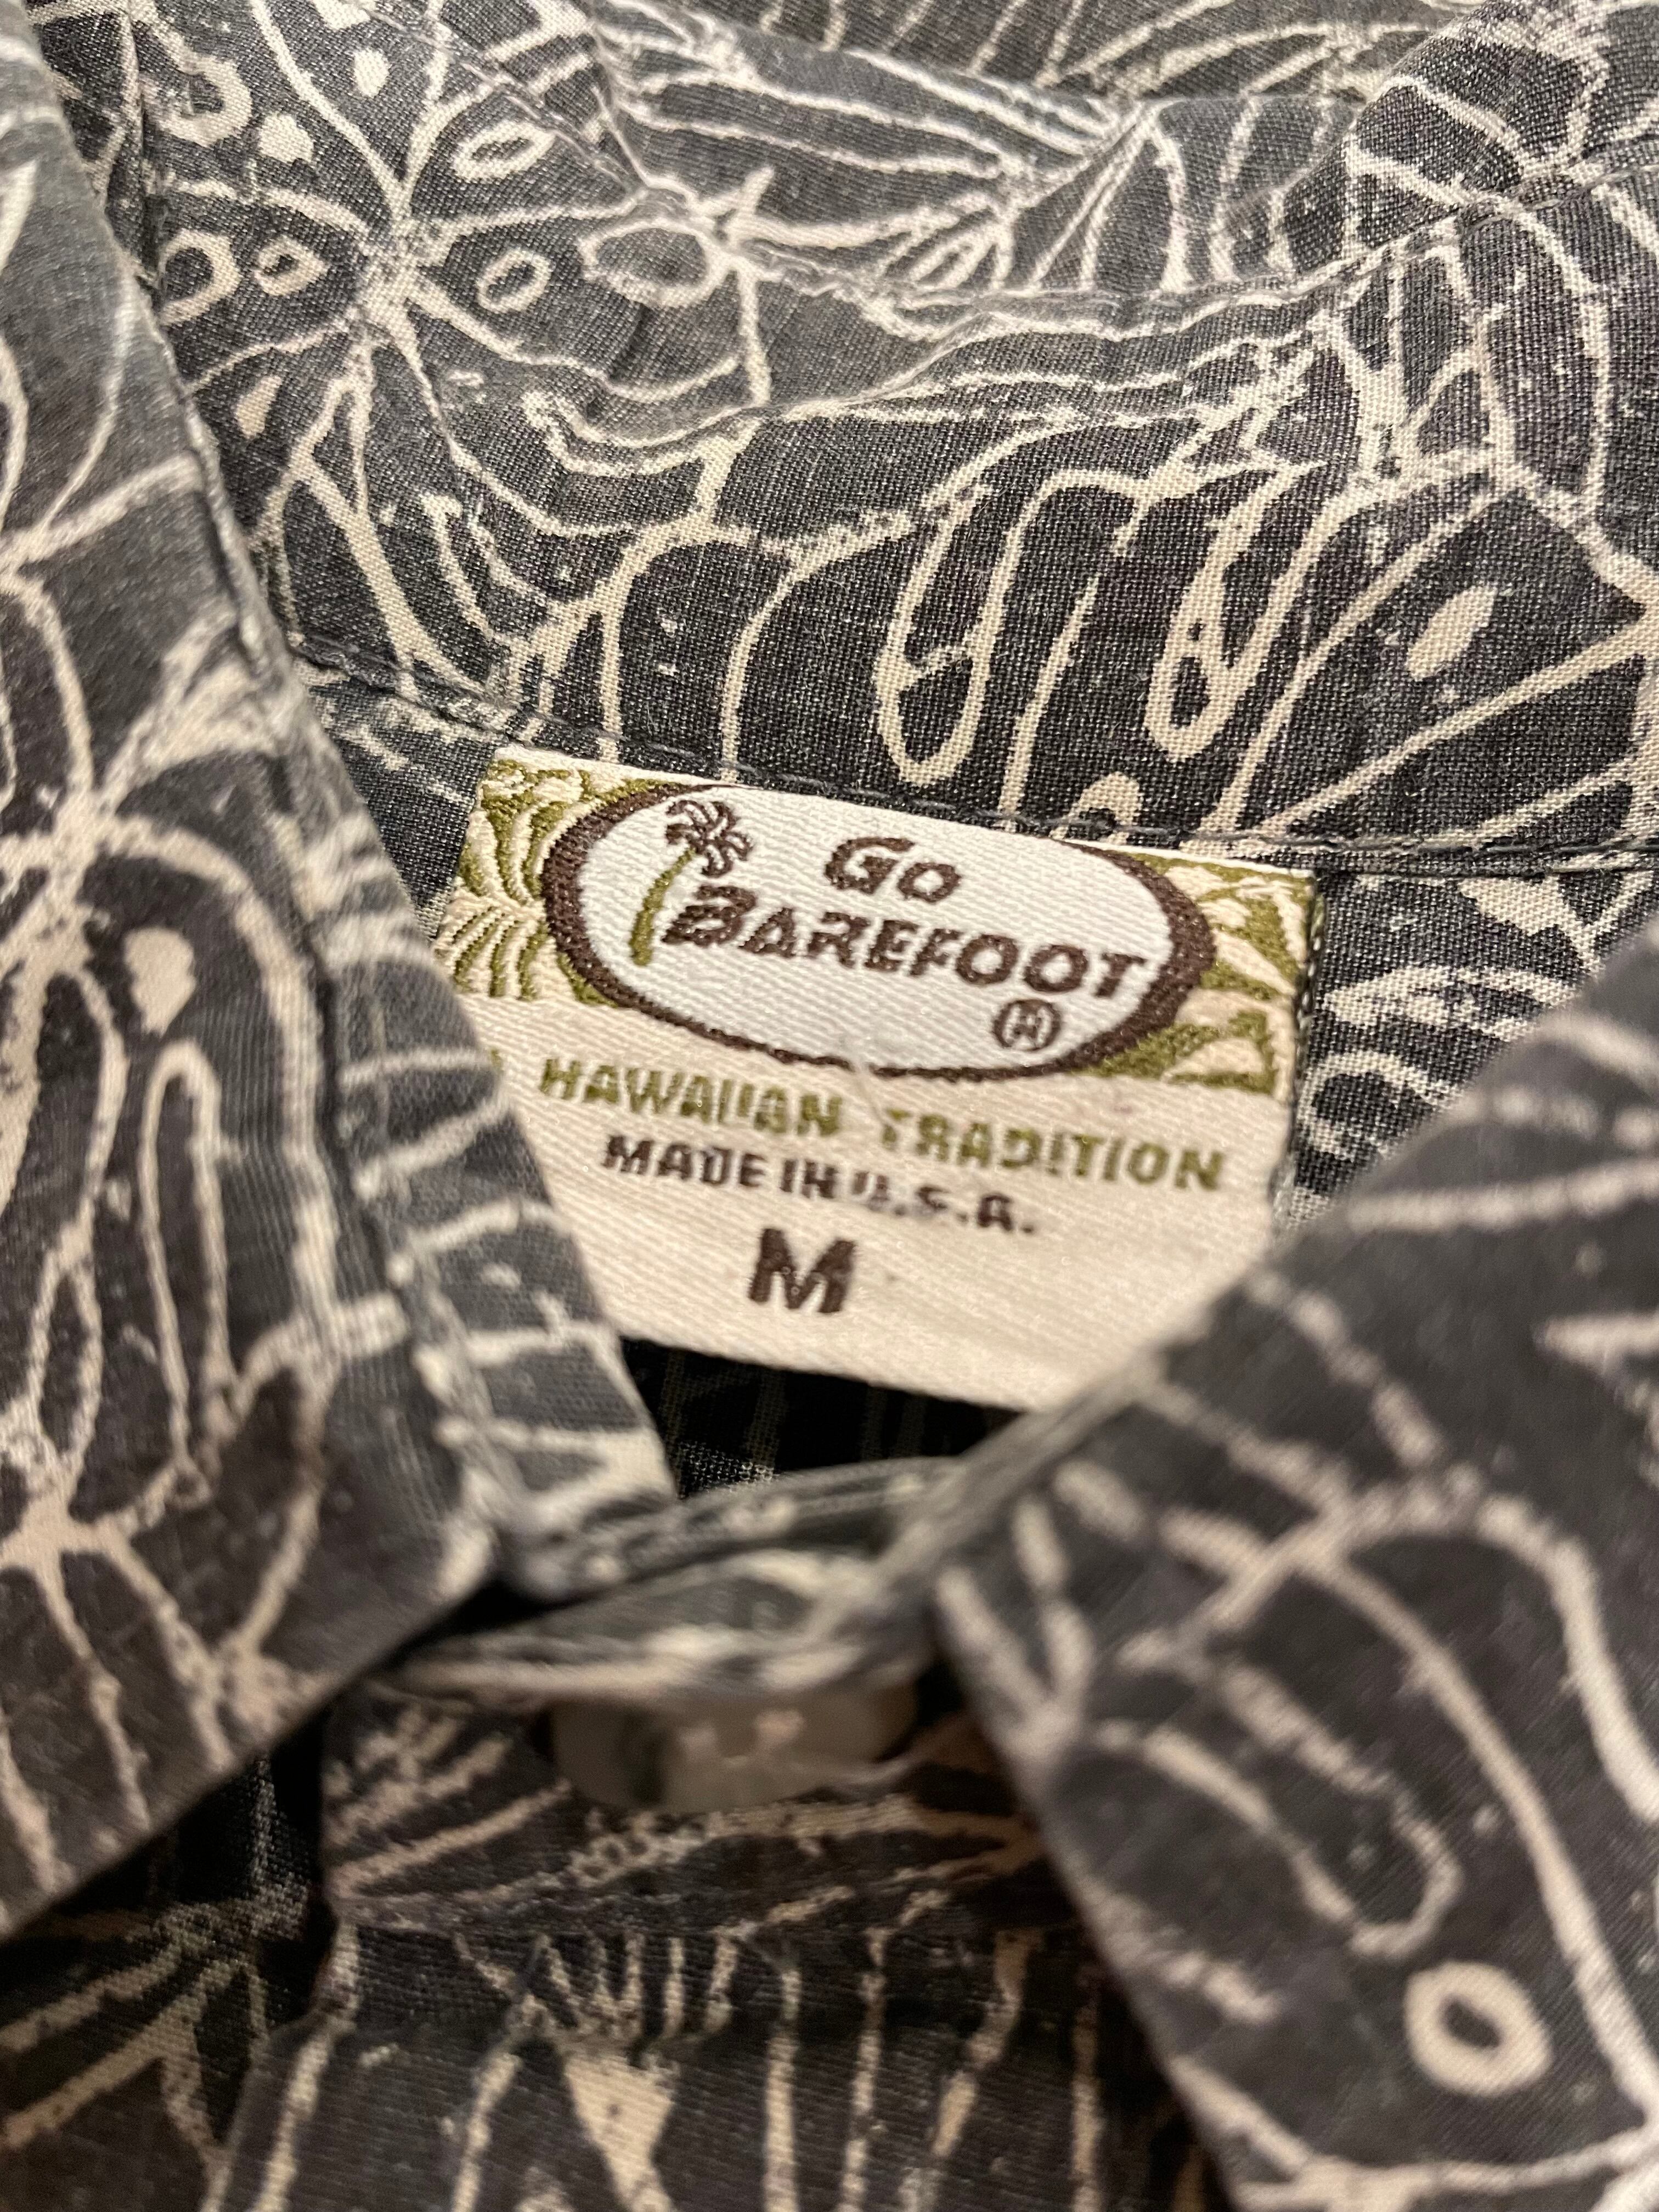 GO
BAREFOOT
®
HAWAIIAN TRADITION
MADE IN U.S.A.
M